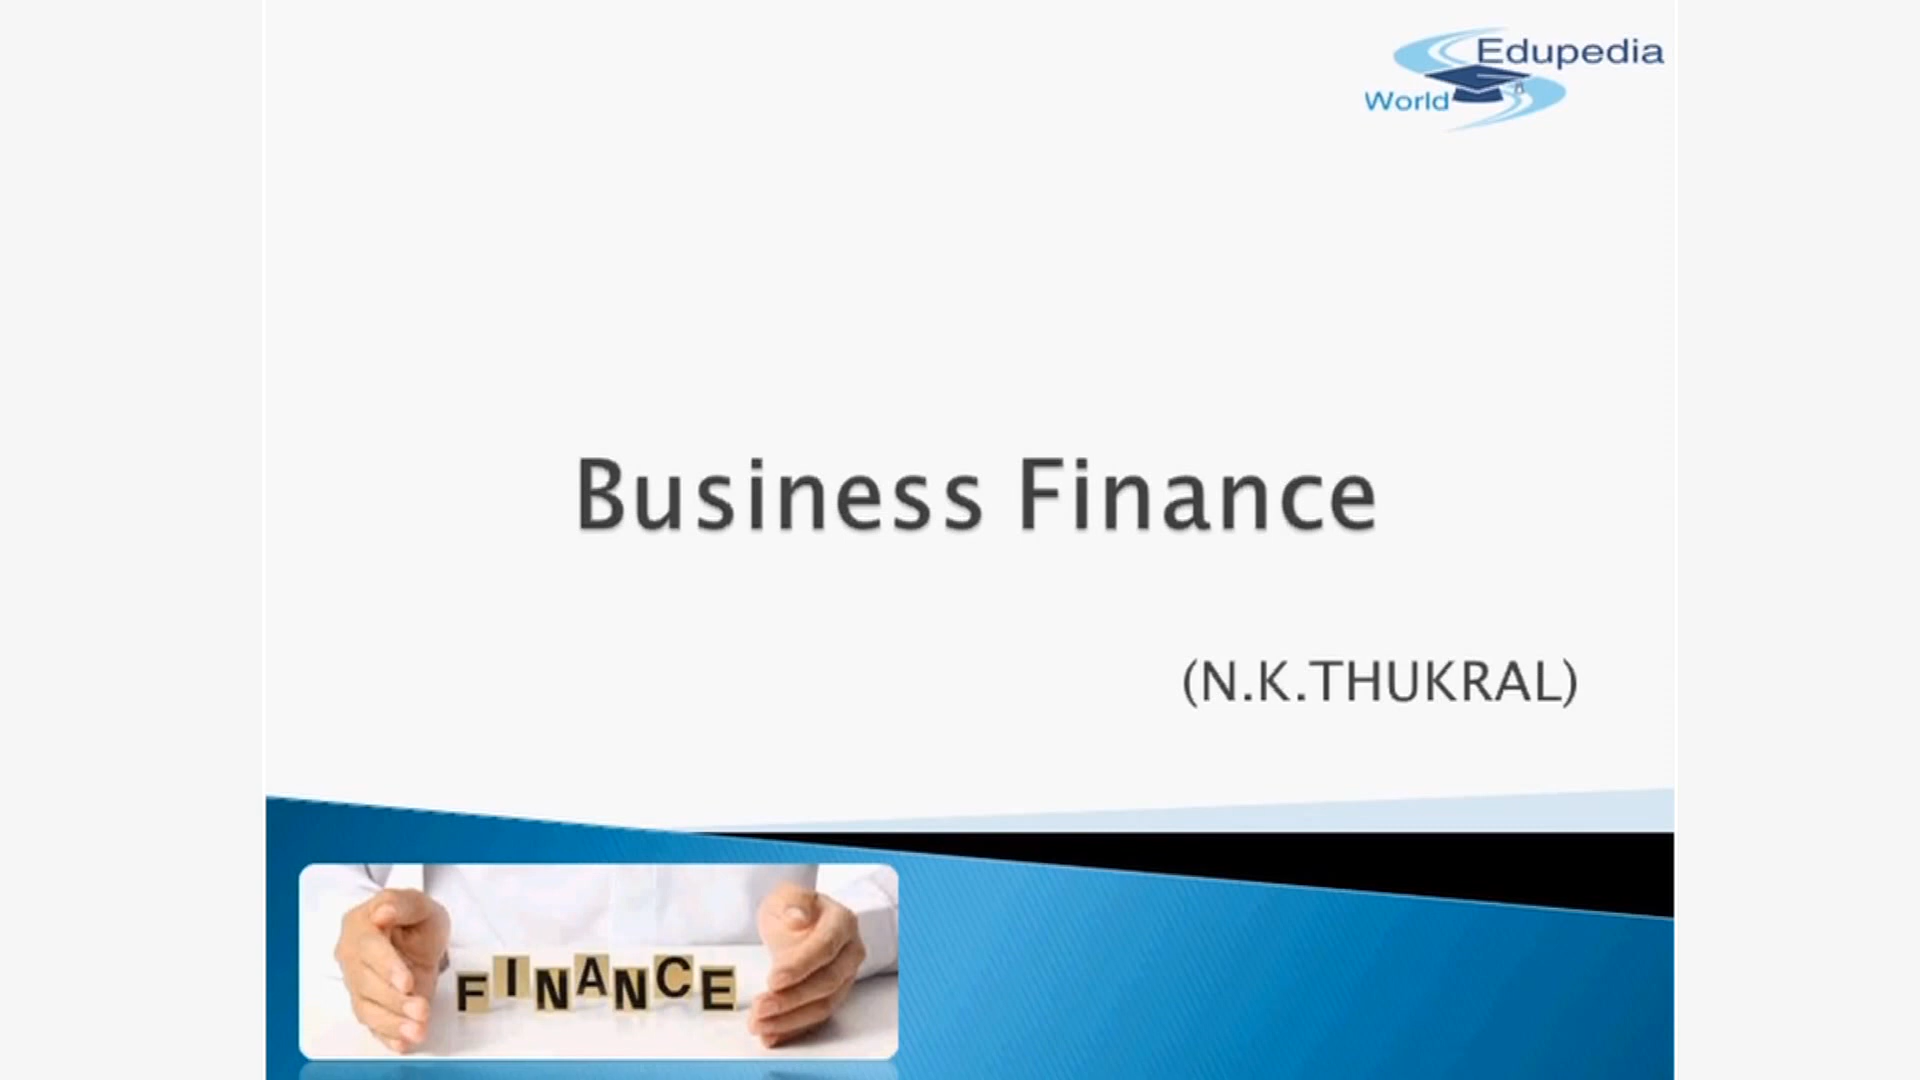 Edupedia
World
Business Finance
(N.K.THUKRAL)
FINANCE